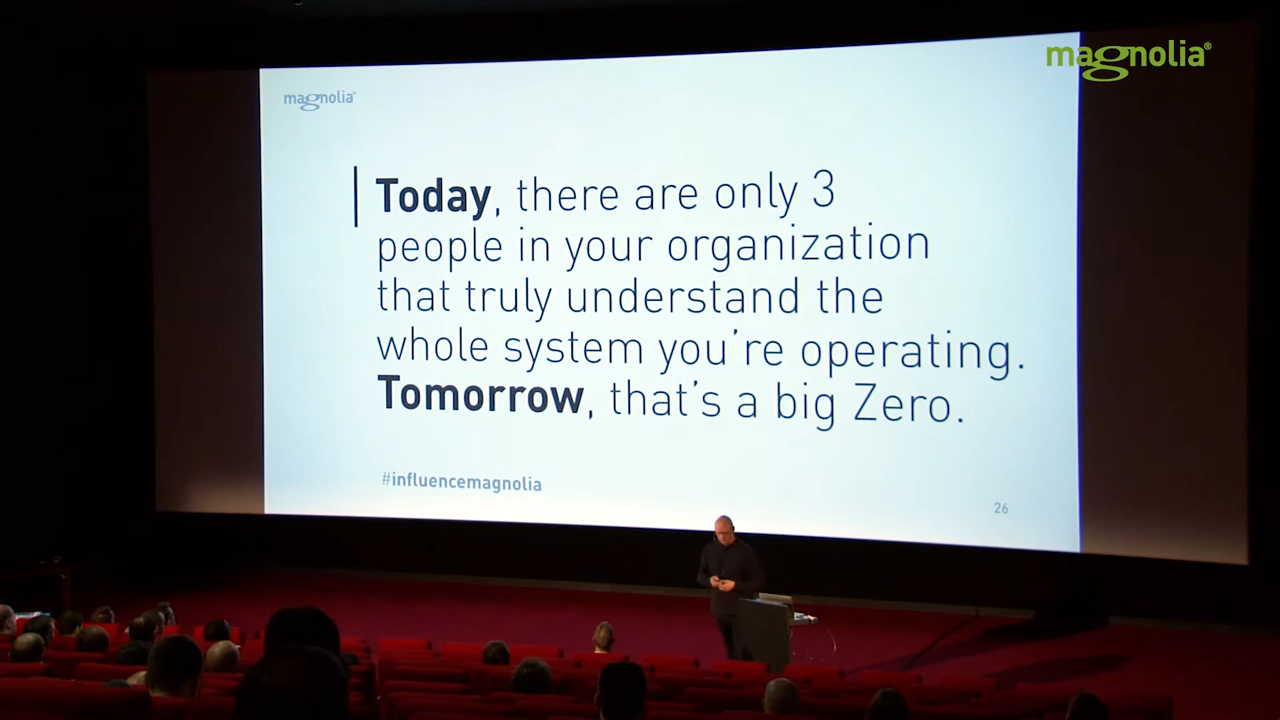 magnolia®
magnolia®
Today, there are only 3
people in your organization
that truly understand the
whole system you're operating.
Tomorrow, that's a big Zero.
#influencemagnolia
26